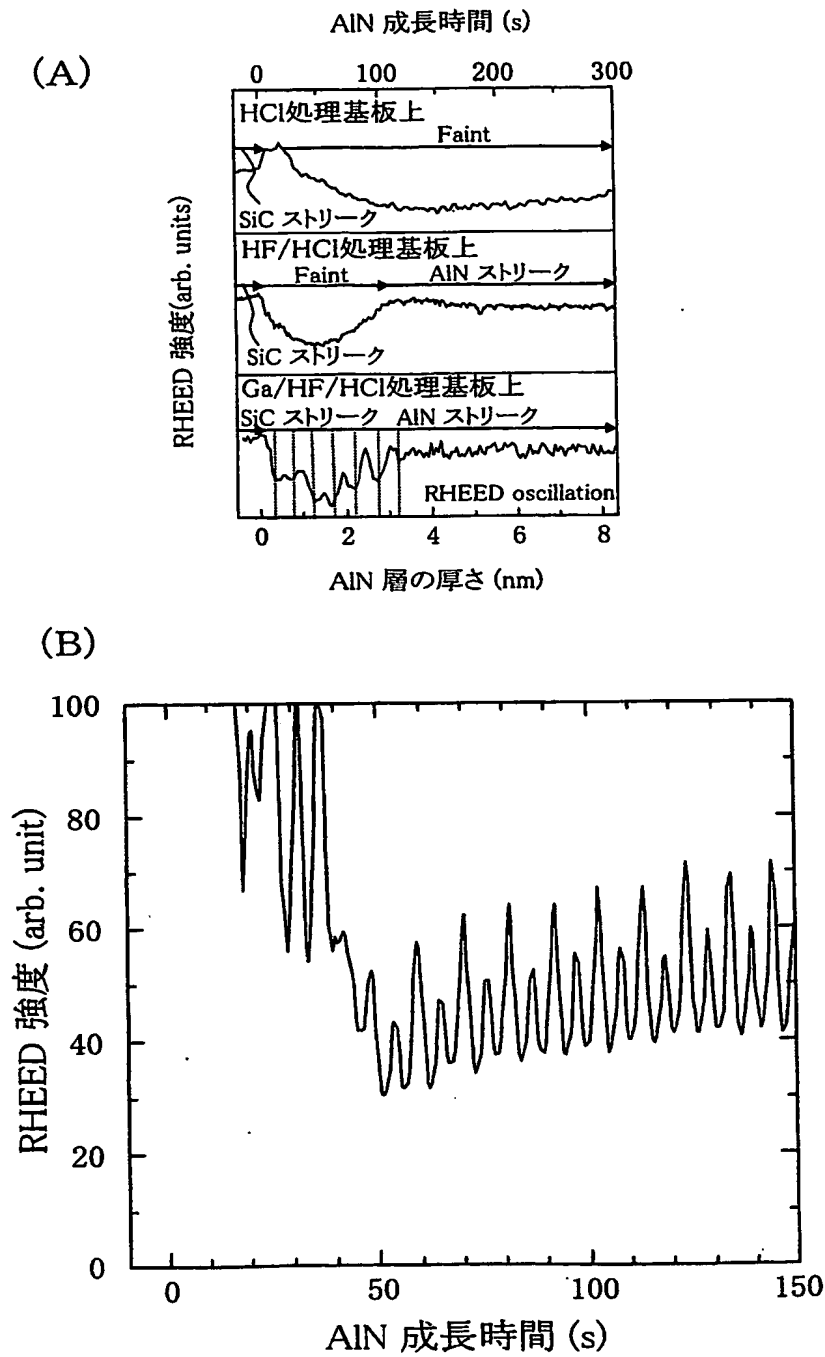 AlN 成長時間 (s)
(A)
0 100 200 300
HCl処理基板上
Faint
SiC ストリーク
HF/HCl処理基板上
Faint AlN ストリーク
SiC ストリーク
Ga/HF/HCl処理基板上
SiC ストリーク AlN ストリーク
RHEED oscillation
RHEED 強度(arb. units)
0 2 4 6 8
AlN 層の厚さ (nm)
(B)
100
80
60
40
20
0
RHEED 強度 (arb. unit)
0 50 100 150
AlN 成長時間 (s)